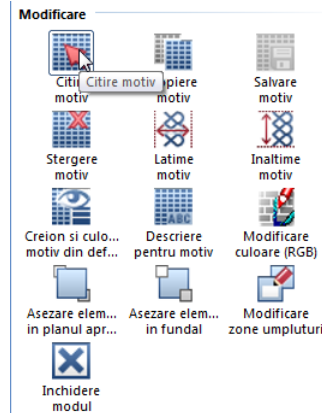 Modificare
Citi Citire motiv opiere Salvare
motiv motiv motiv
Stergere Latime Inaltime
motiv motiv motiv
ABC
Creion si culo... Descriere Modificare
motiv din def... pentru motiv culoare (RGB)
Asezare elem... Asezare elem... Modificare
in planul apr... in fundal zone umpluturi
Inchidere
modul